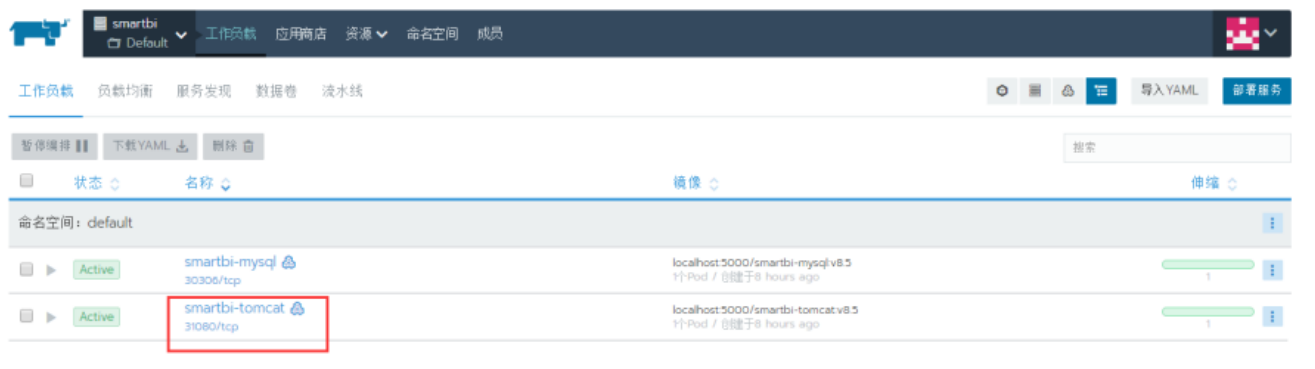 smartbi
Default
工作负载 应用商店 资源 命名空间 成员
工作负载 负载均衡 服务发现 数据卷 流水线 导入YAML 部署服务
暂停编排 下载YAML 删除 搜索
状态 名称 镜像 伸缩
命名空间：default
Active smartbi-mysql localhost:5000/smartbi-mysql:v8.5
30306/tcp 1个Pod / 创建于8 hours ago 1
Active smartbi-tomcat localhost:5000/smartbi-tomcat:v8.5
31080/tcp 1个Pod / 创建于8 hours ago 1